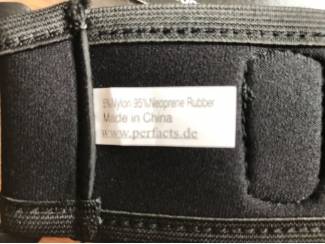 5%Nylon 95%Neoprene Rubber
Made in China
www.perfacts.de